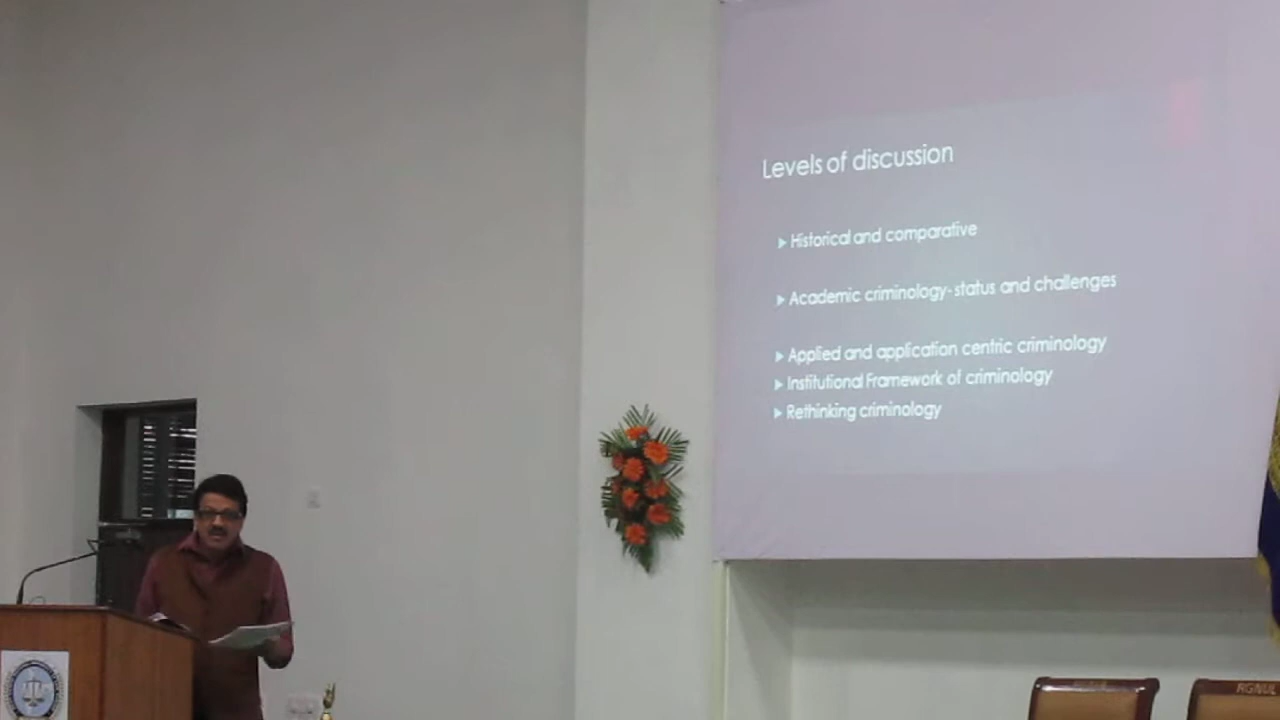 Levels of discussion
Historical and comparative
Academic criminology- status and challenges
Applied and application centric criminology
Institutional Framework of criminology
Rethinking criminology
RGNUL